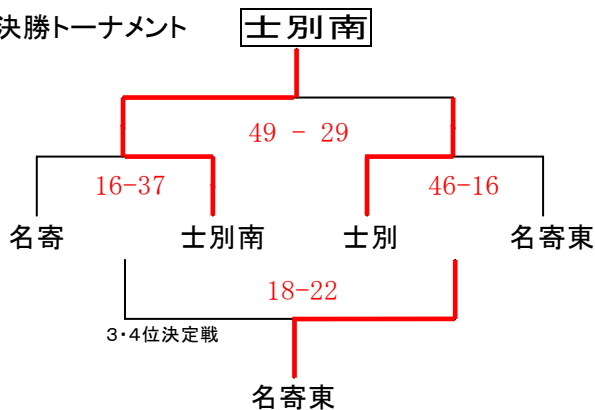 決勝トーナメント
士別南
49 - 29
16-37
46-16
名寄
士別南
士別
名寄東
18-22
3・4位決定戦
名寄東